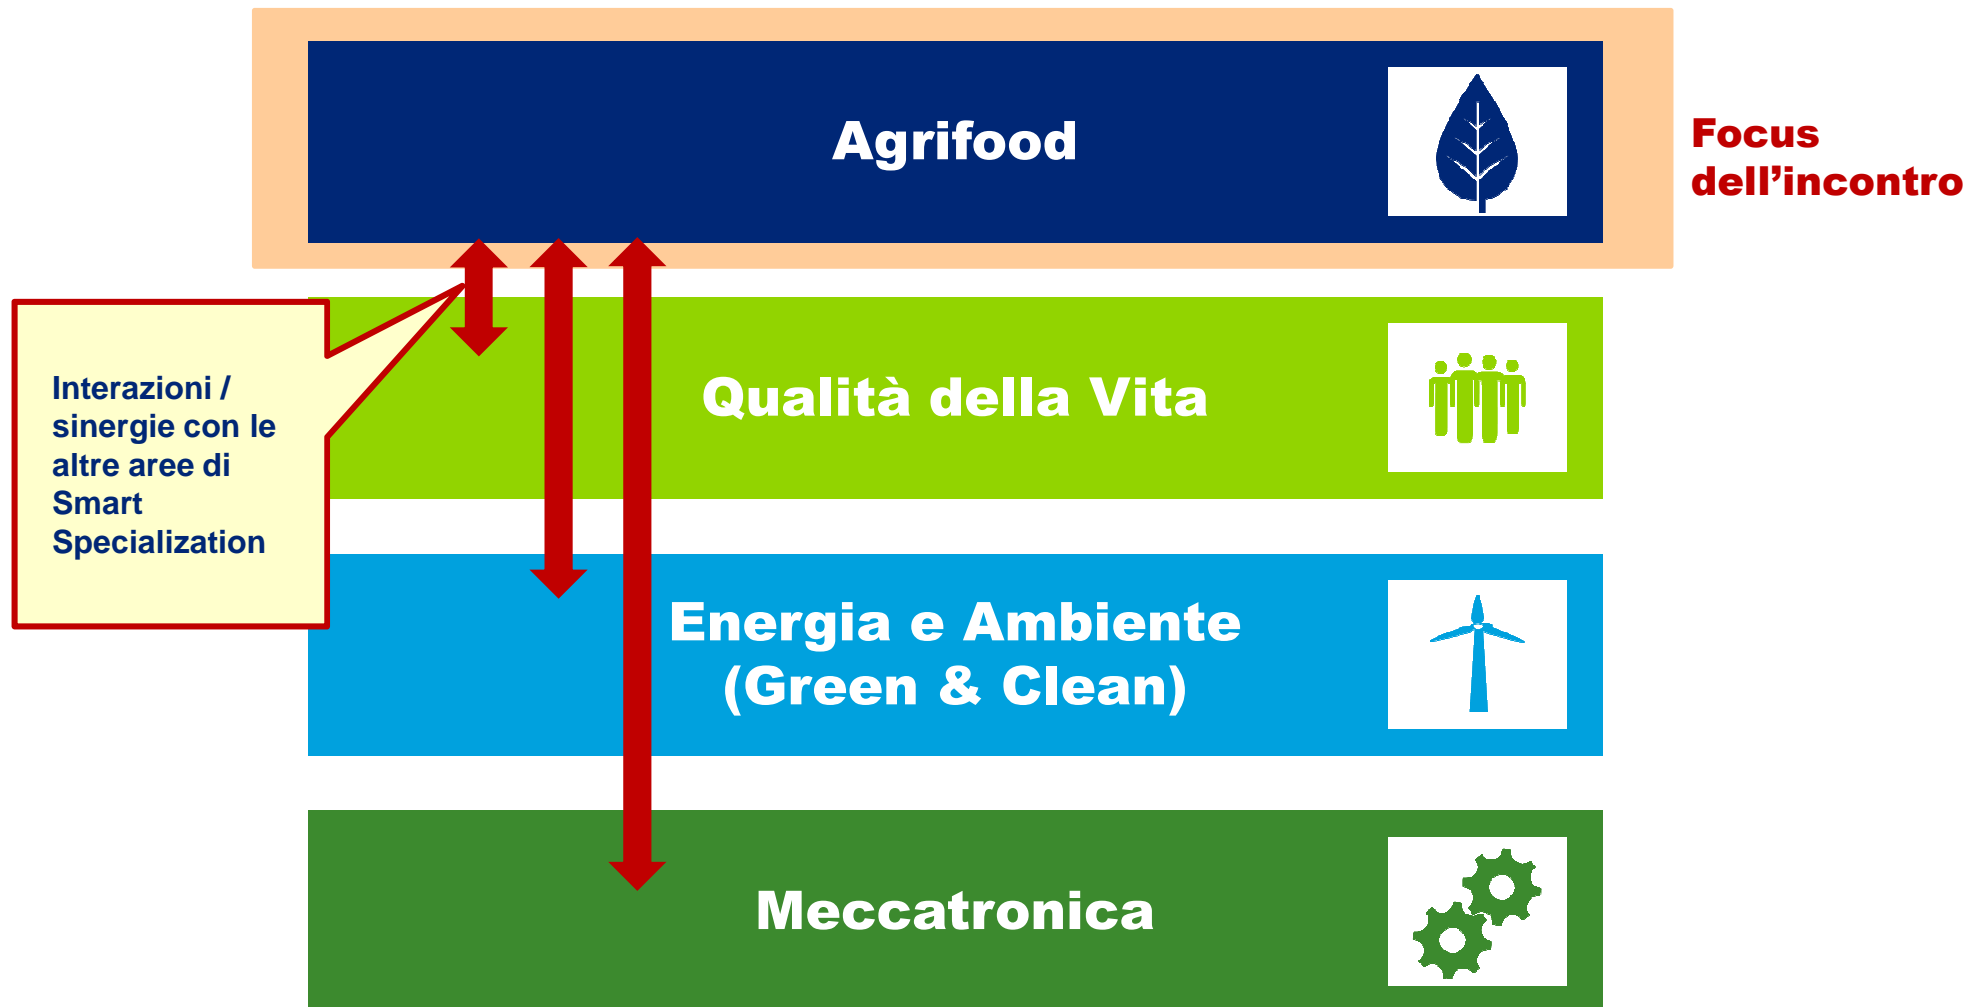 Agrifood
Focus
dell’incontro
Interazioni /
sinergie con le
altre aree di
Smart
Specialization
Qualità della Vita
Energia e Ambiente
(Green & Clean)
Meccatronica